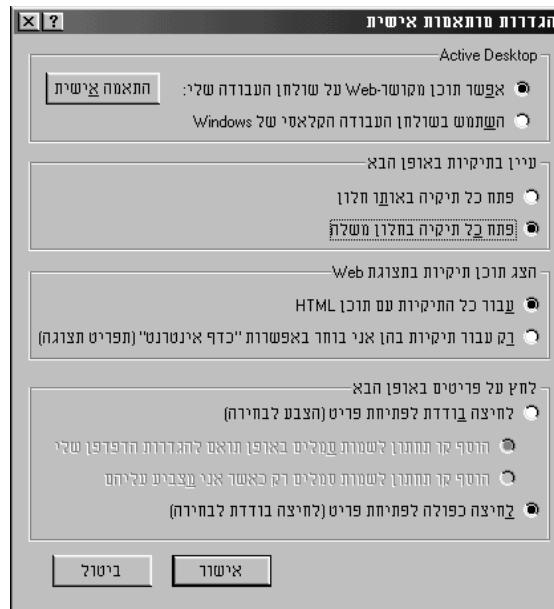 הגדרות מותאמות אישית
Active Desktop
אפשר תוכן מקושר-Web על שולחן העבודה שלי:
התאמה אישית
השתמש בשולחן העבודה הקלאסי של Windows
עיין בתיקיות באופן הבא
פתח כל תיקיה באותו חלון
פתח כל תיקיה בחלון משלה
הצג תוכן תיקיות בתצוגת Web
עבור כל התיקיות עם תוכן HTML
רק עבור תיקיות בהן אני בוחר באפשרות "כדף אינטרנט" (תפריט תצוגה)
לחץ על פריטים באופן הבא
לחיצה בודדת לפתיחת פריט (הצבע לבחירה)
הוסף קו תחתון לשמות סמלים באופן תואם להגדרות הדפדפן שלי
הוסף קו תחתון לשמות סמלים רק כאשר אני מצביע עליהם
לחיצה כפולה לפתיחת פריט (לחיצה בודדת לבחירה)
אישור
ביטול